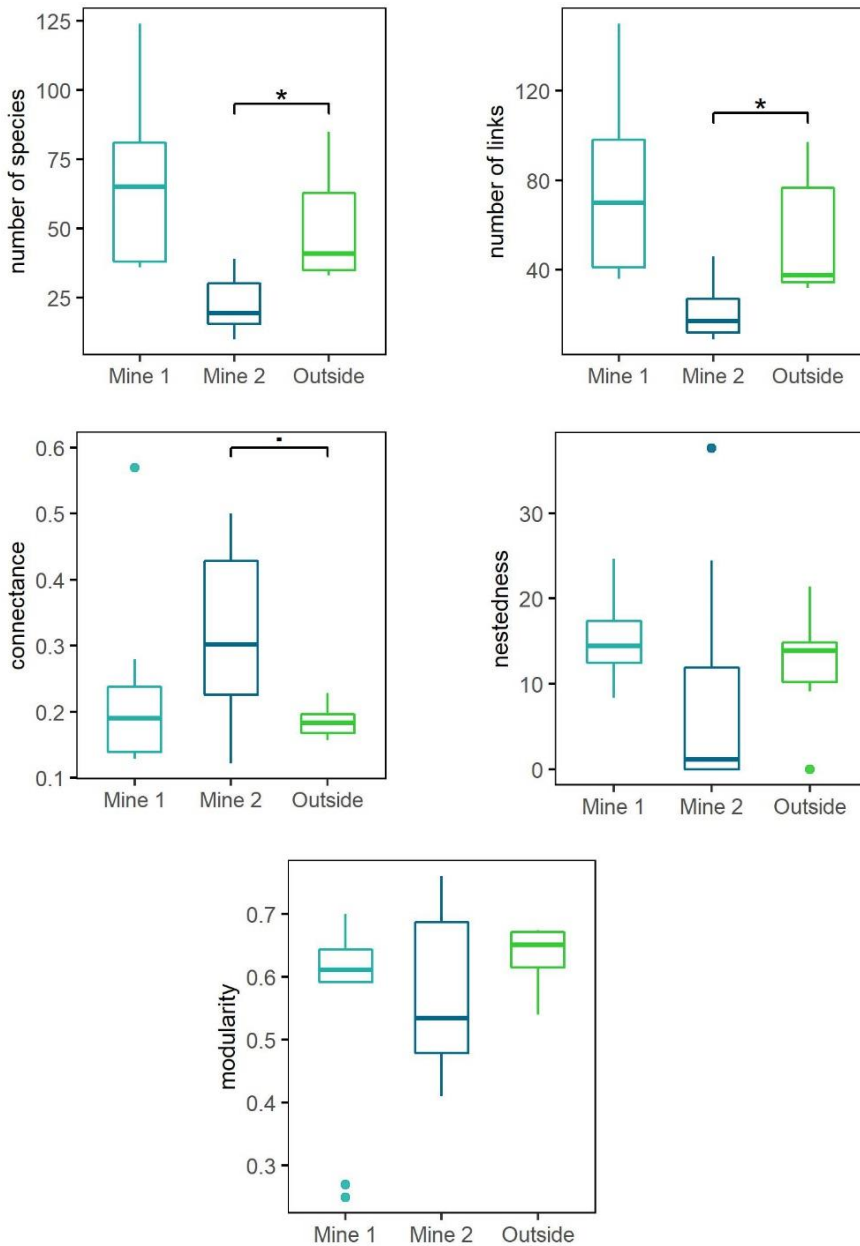 number of species
125
100
75
50
25
*
Mine 1 Mine 2 Outside
number of links
120
80
40
*
Mine 1 Mine 2 Outside
connectance
0.6
0.5
0.4
0.3
0.2
0.1
.
Mine 1 Mine 2 Outside
nestedness
30
20
10
0
Mine 1 Mine 2 Outside
modularity
0.7
0.6
0.5
0.4
0.3
Mine 1 Mine 2 Outside